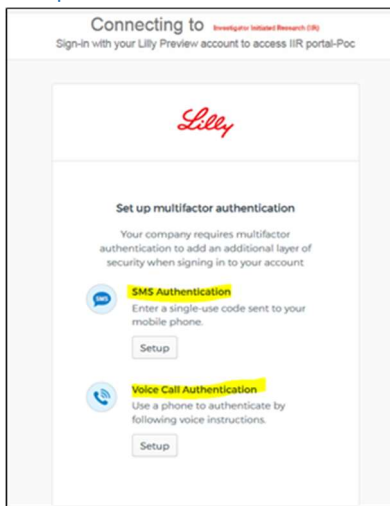 Connecting to Investigator Initiated Research (IIR)
Sign-in with your Lilly Preview account to access IIR portal-Poc
Lilly
Set up multifactor authentication
Your company requires multifactor
authentication to add an additional layer of
security when signing in to your account
SMS
SMS Authentication
Enter a single-use code sent to your
mobile phone.
Setup
Voice Call Authentication
Use a phone to authenticate by
following voice instructions.
Setup